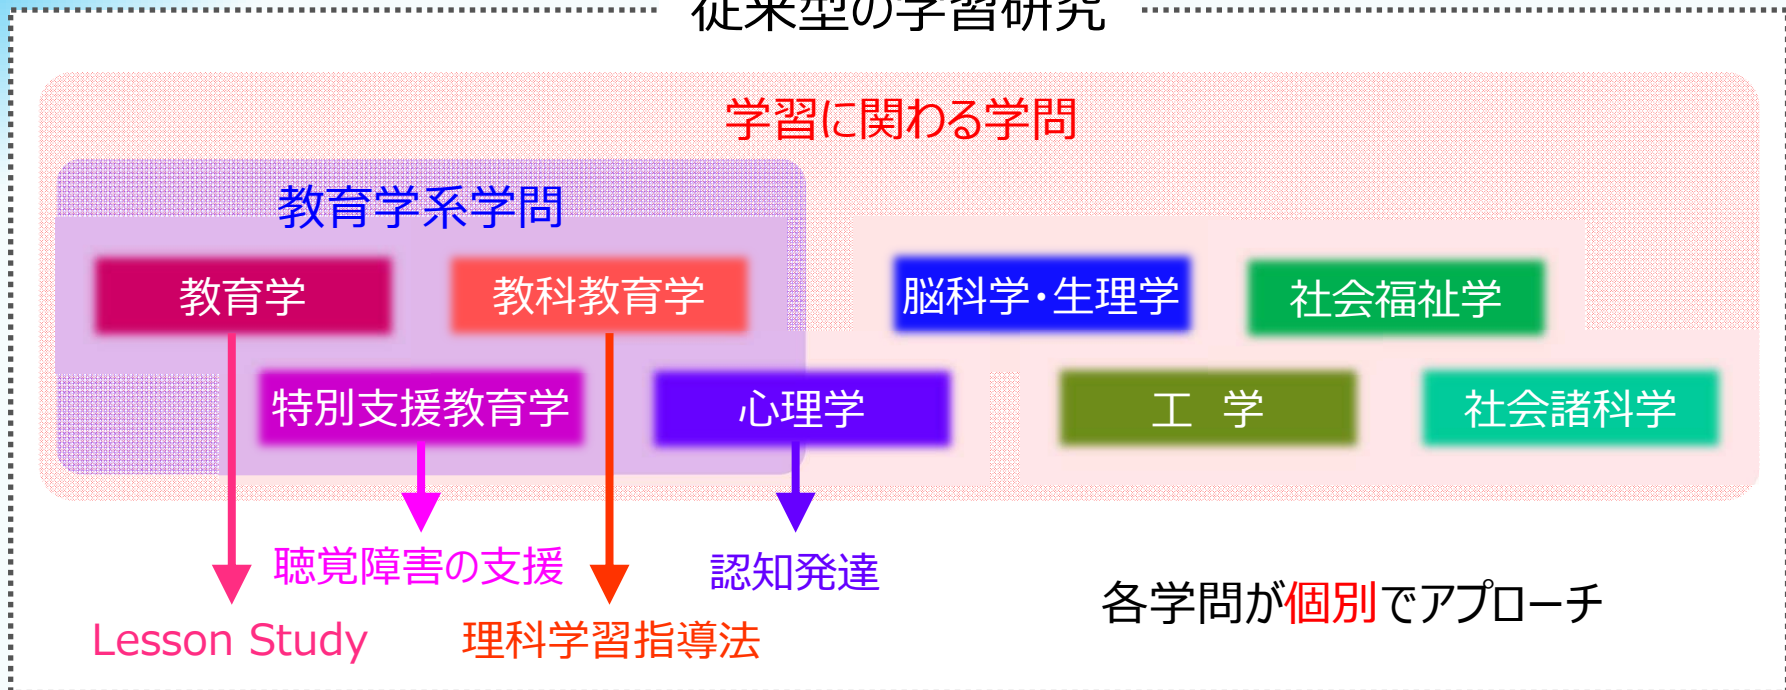 従来型の学習研究
学習に関わる学問
教育学系学問
教育学
教科教育学
脳科学・生理学
社会福祉学
特別支援教育学
心理学
工 学
社会諸科学
聴覚障害の支援
認知発達
各学問が個別でアプローチ
Lesson Study
理科学習指導法